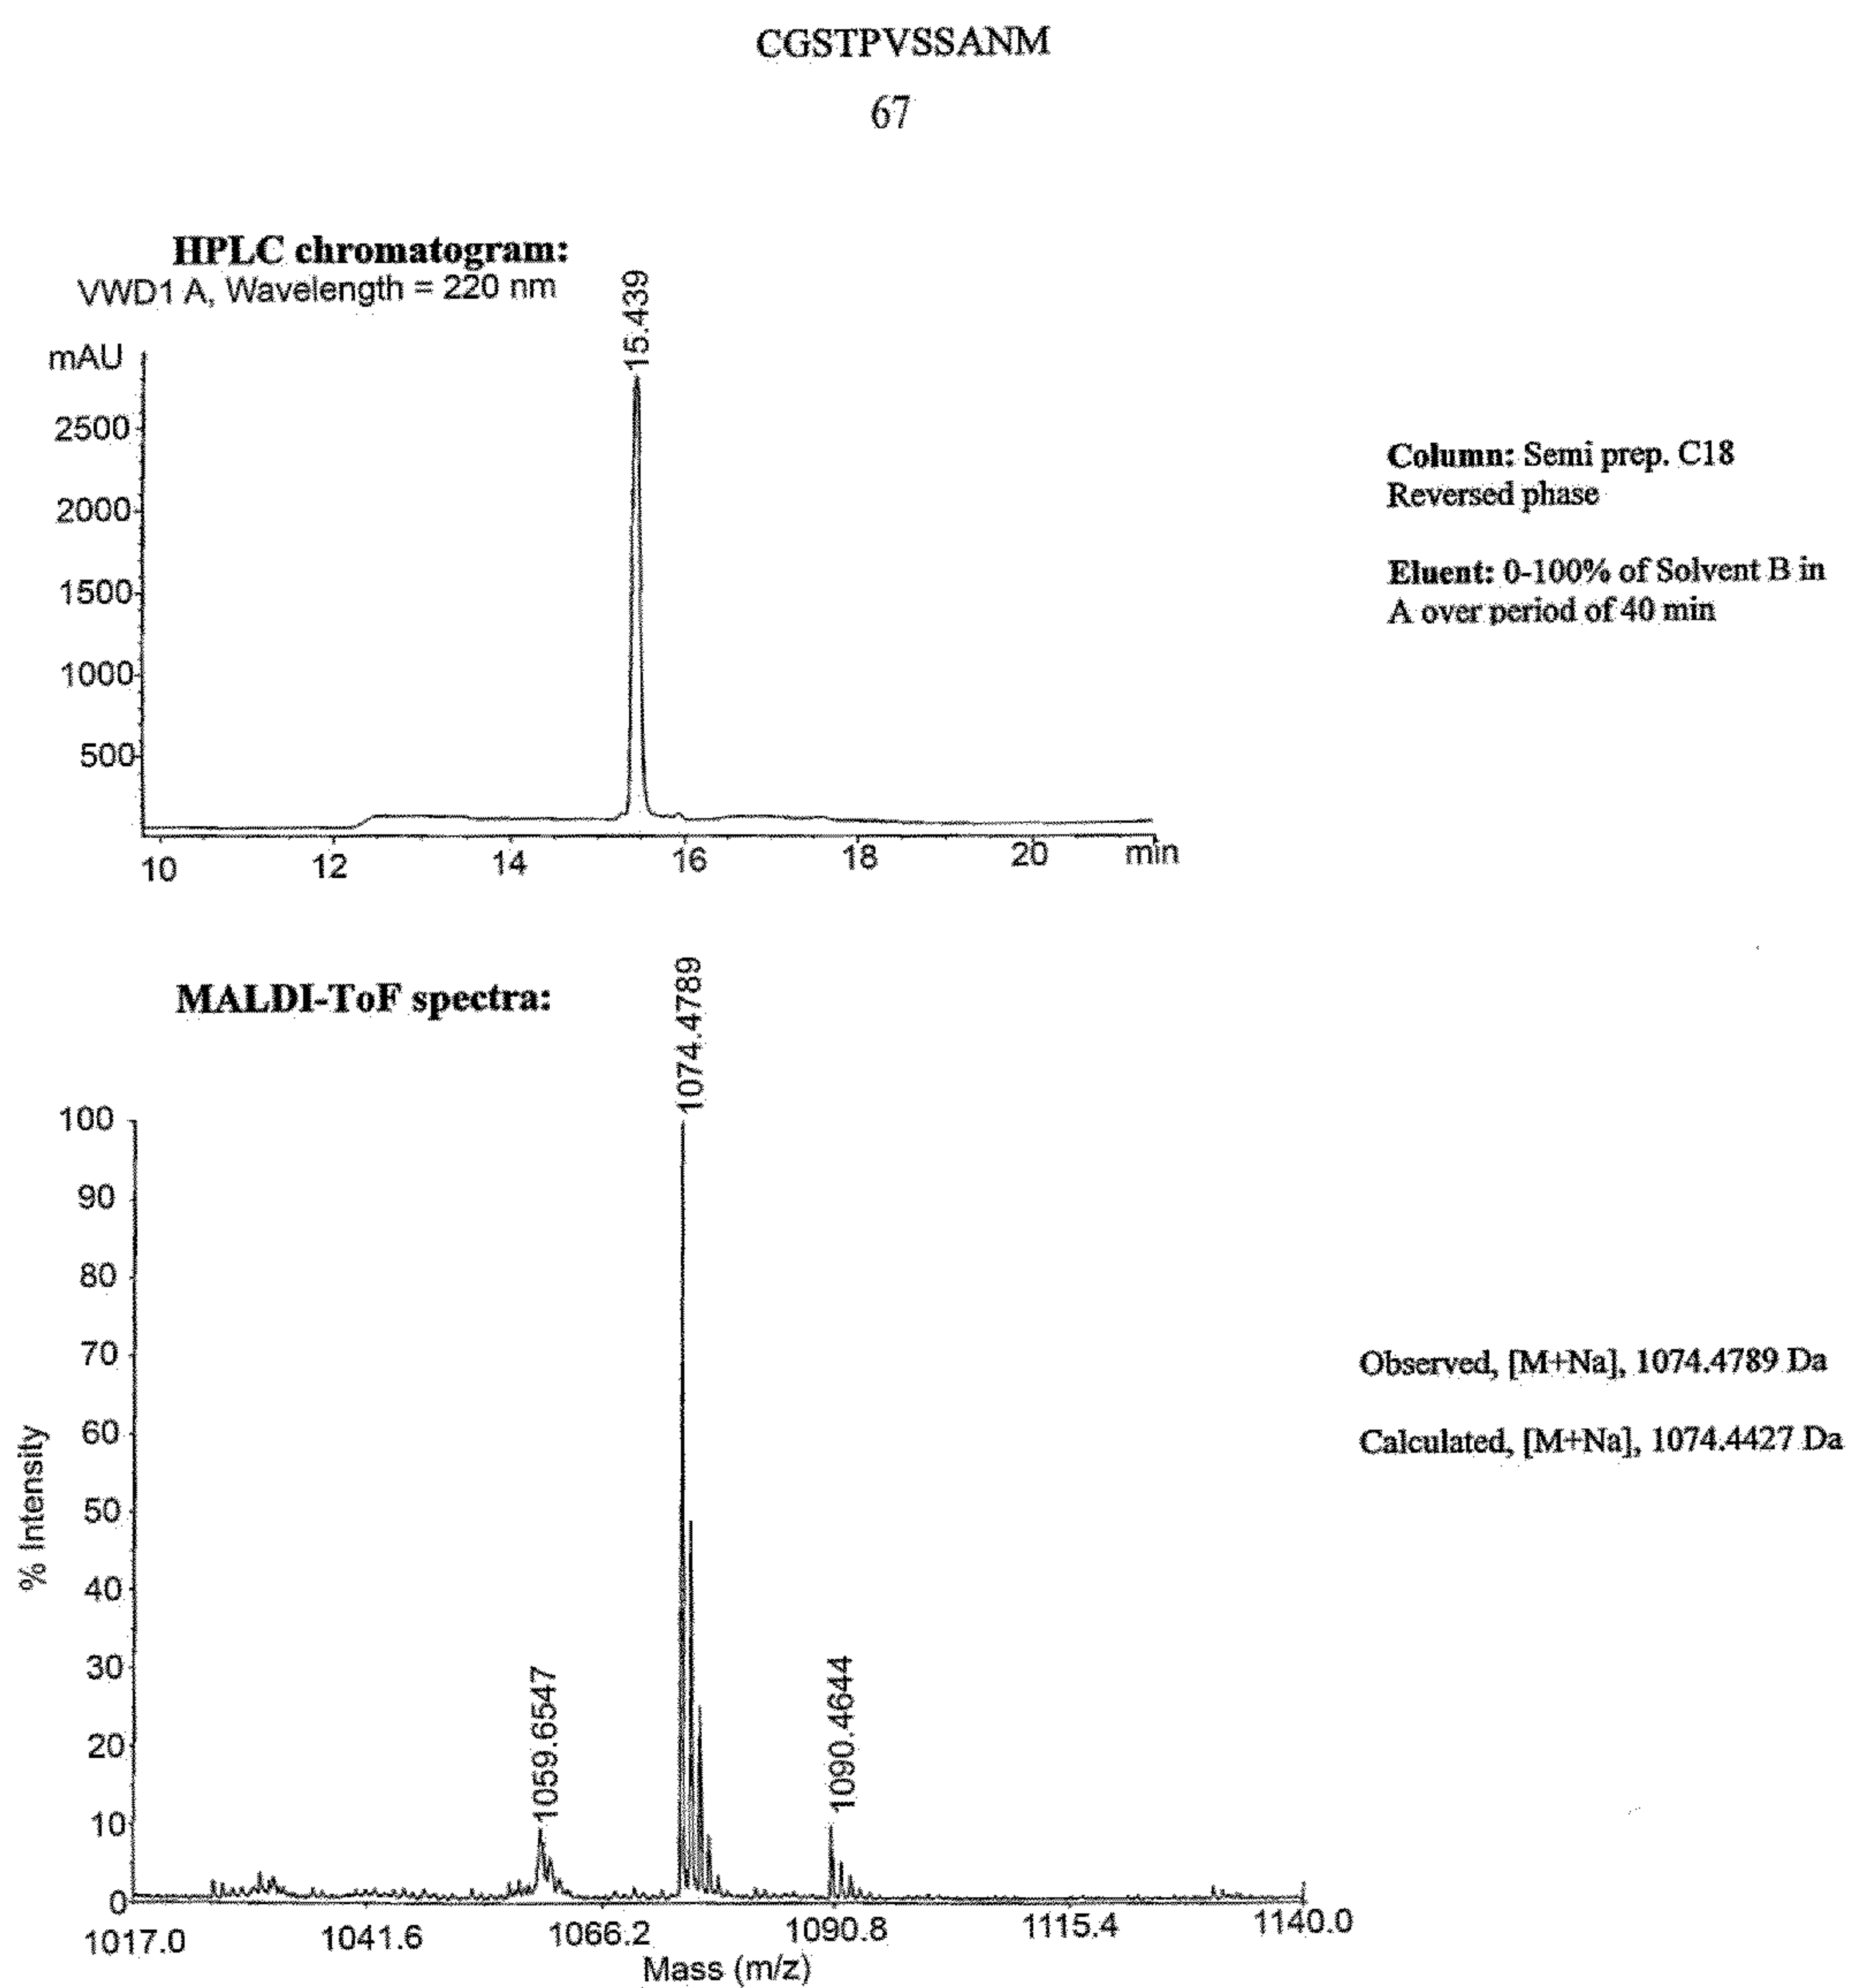 CGSTPVSSANM
67
HPLC chromatogram:
VWD1 A, Wavelength = 220 nm
15.439
mAU
2500
2000
1500
1000
500
10
12
14
16
18
20
min
Column: Semi prep. C18
Reversed phase
Eluent: 0-100% of Solvent B in
A over period of 40 min
MALDI-ToF spectra:
1074.4789
100
90
80
70
60
50
40
30
20
10
0
% Intensity
1059.6547
1090.4644
1017.0
1041.6
1066.2
1090.8
1115.4
1140.0
Mass (m/z)
Observed, [M+Na], 1074.4789 Da
Calculated, [M+Na], 1074.4427 Da